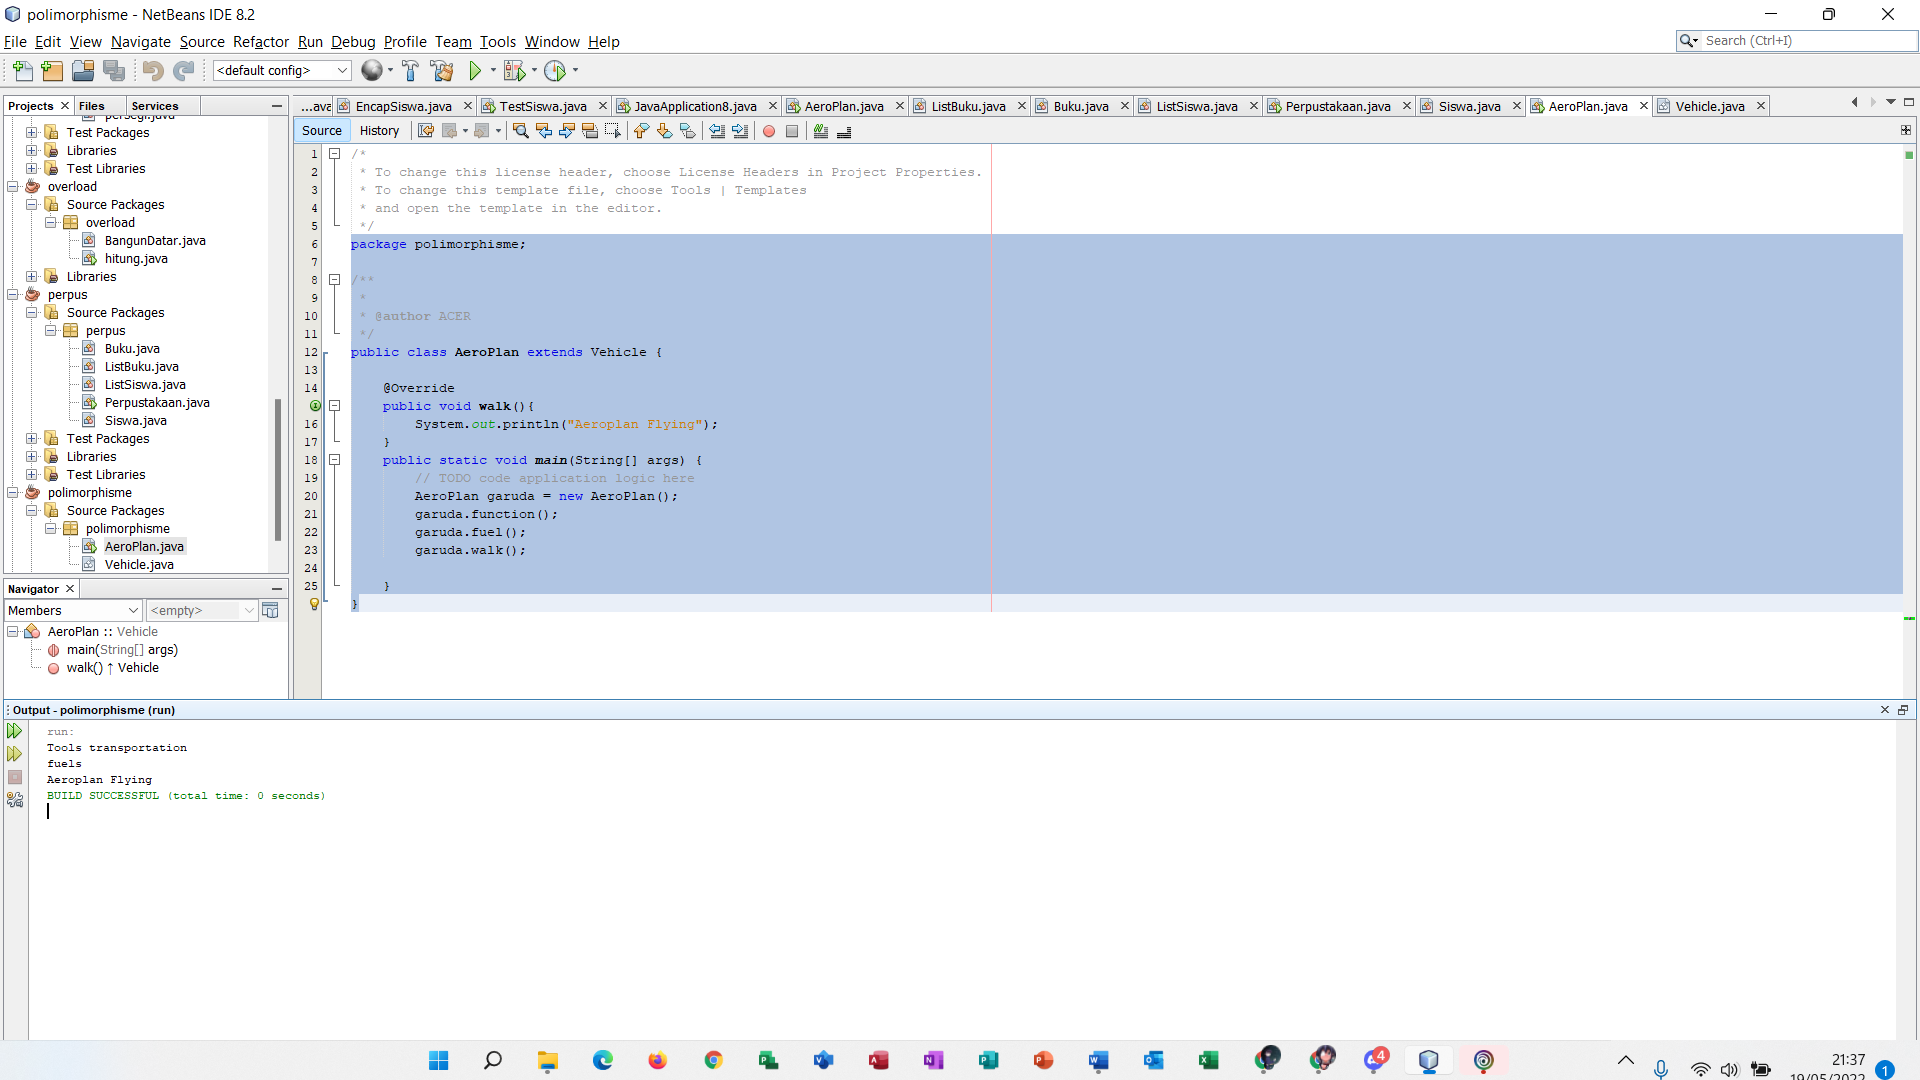 polimorphisme - NetBeans IDE 8.2
File Edit View Navigate Source Refactor Run Debug Profile Team Tools Window Help
Search (Ctrl+I)
<default config>
Projects Files Services
...ava EncapSiswa.java TestSiswa.java JavaApplication8.java AeroPlan.java ListBuku.java Buku.java ListSiswa.java Perpustakaan.java Siswa.java AeroPlan.java Vehicle.java
Source History
persegi.java
Test Packages
Libraries
Test Libraries
overload
Source Packages
overload
BangunDatar.java
hitung.java
Libraries
perpus
Source Packages
perpus
Buku.java
ListBuku.java
ListSiswa.java
Perpustakaan.java
Siswa.java
Test Packages
Libraries
Test Libraries
polimorphisme
Source Packages
polimorphisme
AeroPlan.java
Vehicle.java
1 /*
2 * To change this license header, choose License Headers in Project Properties.
3 * To change this template file, choose Tools | Templates
4 * and open the template in the editor.
5 */
6 package polimorphisme;
7
8 /**
9 *
10 * @author ACER
11 */
12 public class AeroPlan extends Vehicle {
13
14 @Override
public void walk(){
16 System.out.println("Aeroplan Flying");
17 }
18 public static void main(String[] args) {
19 // TODO code application logic here
20 AeroPlan garuda = new AeroPlan();
21 garuda.function();
22 garuda.fuel();
23 garuda.walk();
24
25 }
}
Navigator
Members <empty>
AeroPlan :: Vehicle
main(String[] args)
walk() ↑ Vehicle
Output - polimorphisme (run)
run:
Tools transportation
fuels
Aeroplan Flying
BUILD SUCCESSFUL (total time: 0 seconds)
4
21:37
19/05/2022
1